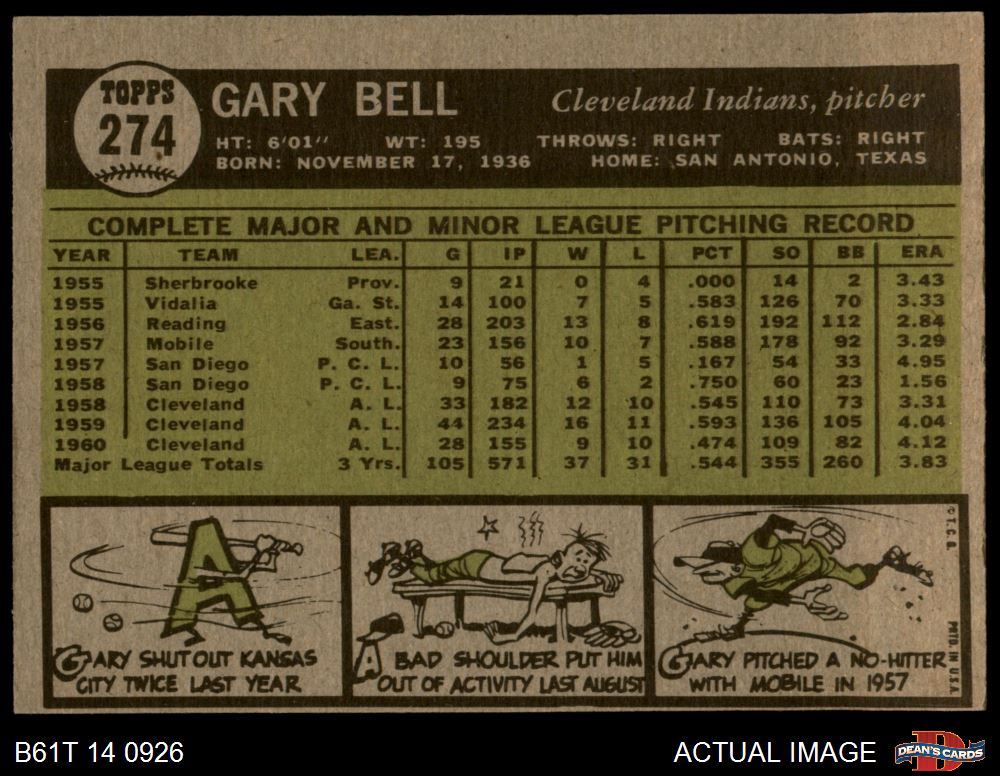 TOPPS
274
GARY BELL
Cleveland Indians, pitcher
HT: 6'01" WT: 195 THROWS: RIGHT BATS: RIGHT
BORN: NOVEMBER 17, 1936 HOME: SAN ANTONIO, TEXAS
COMPLETE MAJOR AND MINOR LEAGUE PITCHING RECORD
YEAR TEAM LEA. G IP W L PCT SO BB ERA
1955 Sherbrooke Prov. 9 21 0 4 .000 14 2 3.43
1955 Vidalia Ga. St. 14 100 7 5 .583 126 70 3.33
1956 Reading East. 28 203 13 8 .619 192 112 2.84
1957 Mobile South. 23 156 10 7 .588 178 92 3.29
1957 San Diego P. C. L. 10 56 1 5 .167 54 33 4.95
1958 San Diego P. C. L. 9 75 6 2 .750 60 23 1.56
1958 Cleveland A. L. 33 182 12 10 .545 110 73 3.31
1959 Cleveland A. L. 44 234 16 11 .593 136 105 4.04
1960 Cleveland A. L. 28 155 9 10 .474 109 82 4.12
Major League Totals 3 Yrs. 105 571 37 31 .544 355 260 3.83
A
GARY SHUT OUT KANSAS
CITY TWICE LAST YEAR
A BAD SHOULDER PUT HIM
OUT OF ACTIVITY LAST AUGUST
GARY PITCHED A NO-HITTER
WITH MOBILE IN 1957
© T. C. G.
PRTD. IN U.S.A.
B61T 14 0926
ACTUAL IMAGE
D
DEAN'S CARDS